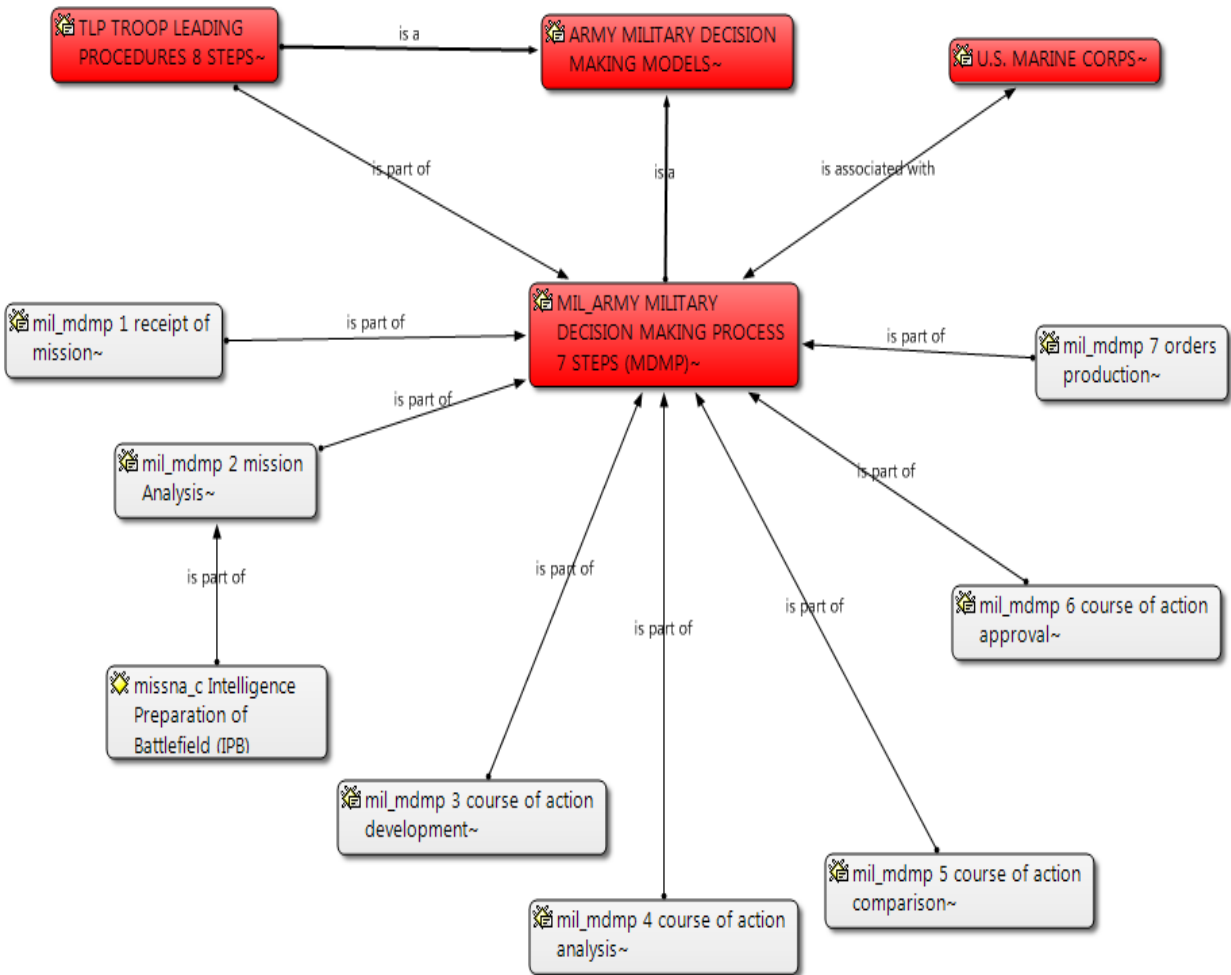 TLP TROOP LEADING
PROCEDURES 8 STEPS~
is a
ARMY MILITARY DECISION
MAKING MODELS~
U.S. MARINE CORPS~
is part of
is a
is associated with
MIL_ARMY MILITARY
DECISION MAKING PROCESS
7 STEPS (MDMP)~
mil_mdmp 1 receipt of
mission~
is part of
is part of
mil_mdmp 7 orders
production~
is part of
mil_mdmp 2 mission
Analysis~
is part of
is part of
missna_c Intelligence
Preparation of
Battlefield (IPB)
is part of
is part of
is part of
mil_mdmp 6 course of action
approval~
mil_mdmp 3 course of action
development~
mil_mdmp 4 course of action
analysis~
mil_mdmp 5 course of action
comparison~